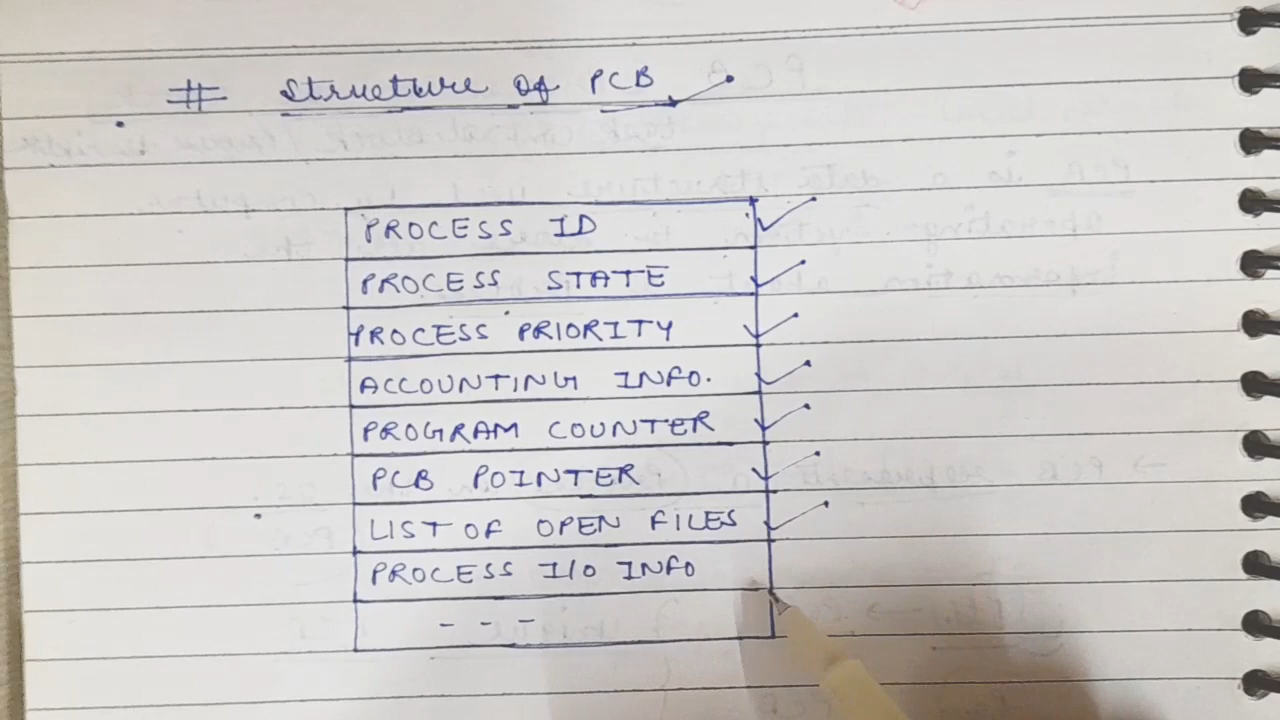 # Structure of PCB
PROCESS ID
PROCESS STATE
PROCESS PRIORITY
ACCOUNTING INFO.
PROGRAM COUNTER
PCB POINTER
LIST OF OPEN FILES
PROCESS I/O INFO
- - -